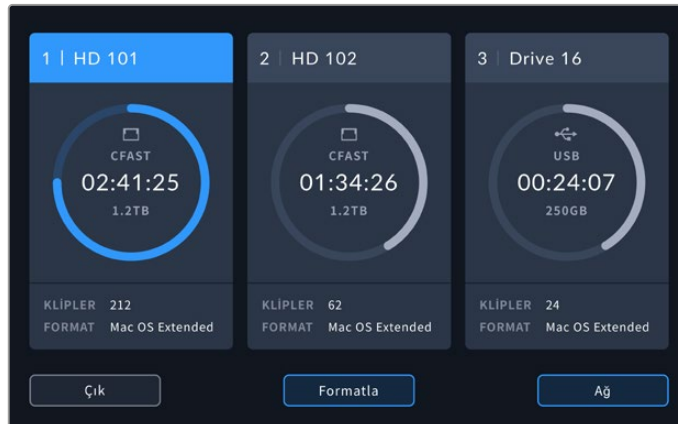 1 | HD 101
CFAST
02:41:25
1.2TB
KLİPLER 212
FORMAT Mac OS Extended
2 | HD 102
CFAST
01:34:26
1.2TB
KLİPLER 62
FORMAT Mac OS Extended
3 | Drive 16
USB
00:24:07
250GB
KLİPLER 24
FORMAT Mac OS Extended
Çık
Formatla
Ağ